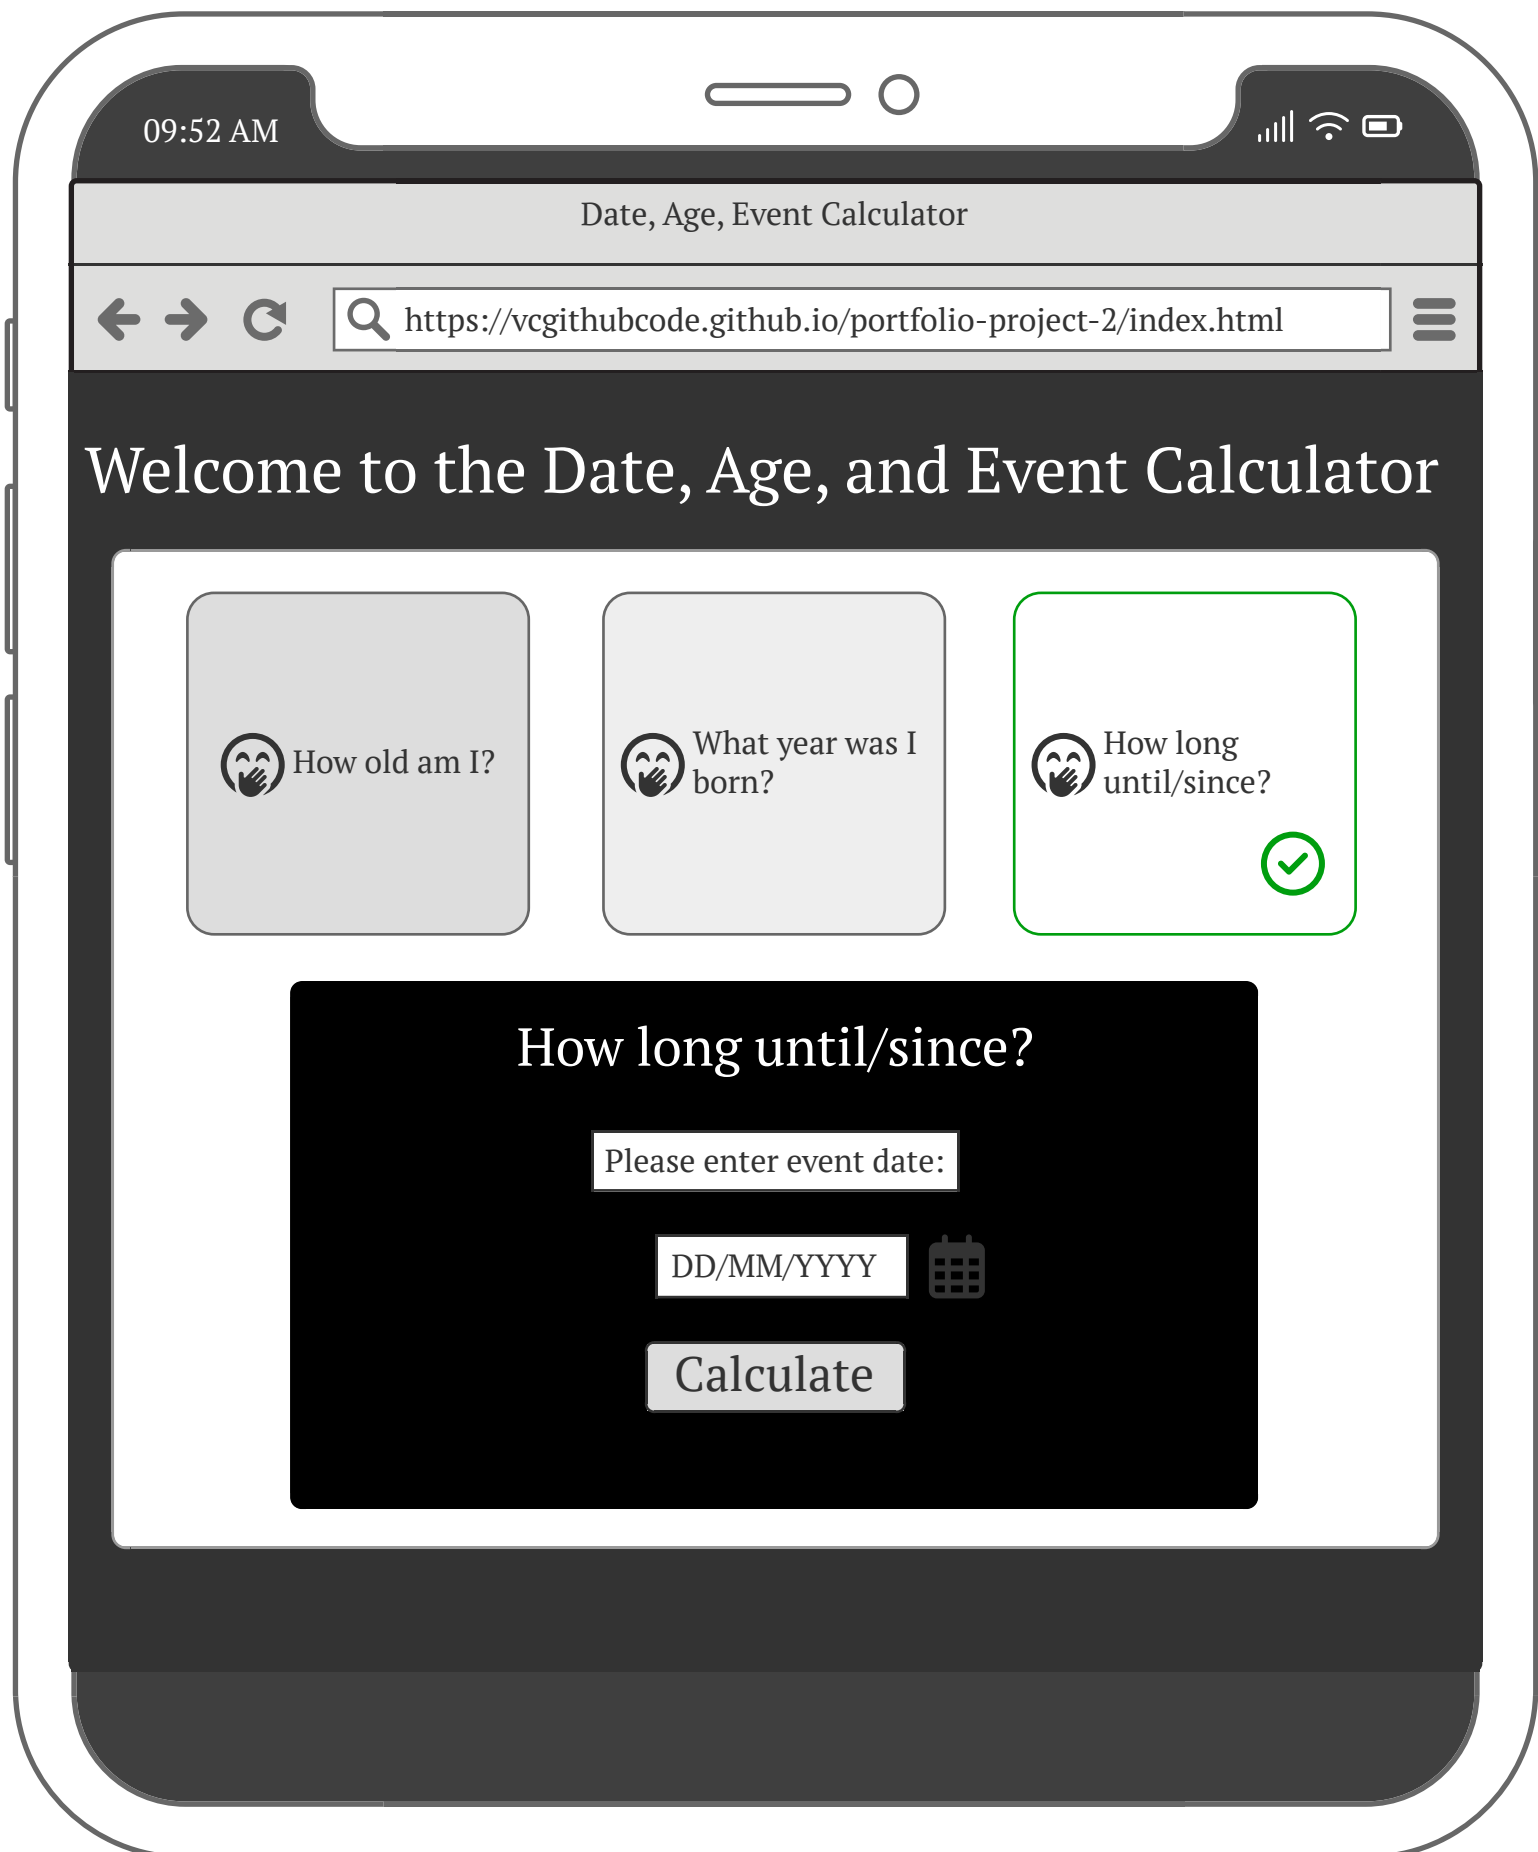 09:52 AM
Date, Age, Event Calculator
https://vcgithubcode.github.io/portfolio-project-2/index.html
Welcome to the Date, Age, and Event Calculator
How old am I?
What year was I
born?
How long
until/since?
How long until/since?
Please enter event date:
DD/MM/YYYY
Calculate